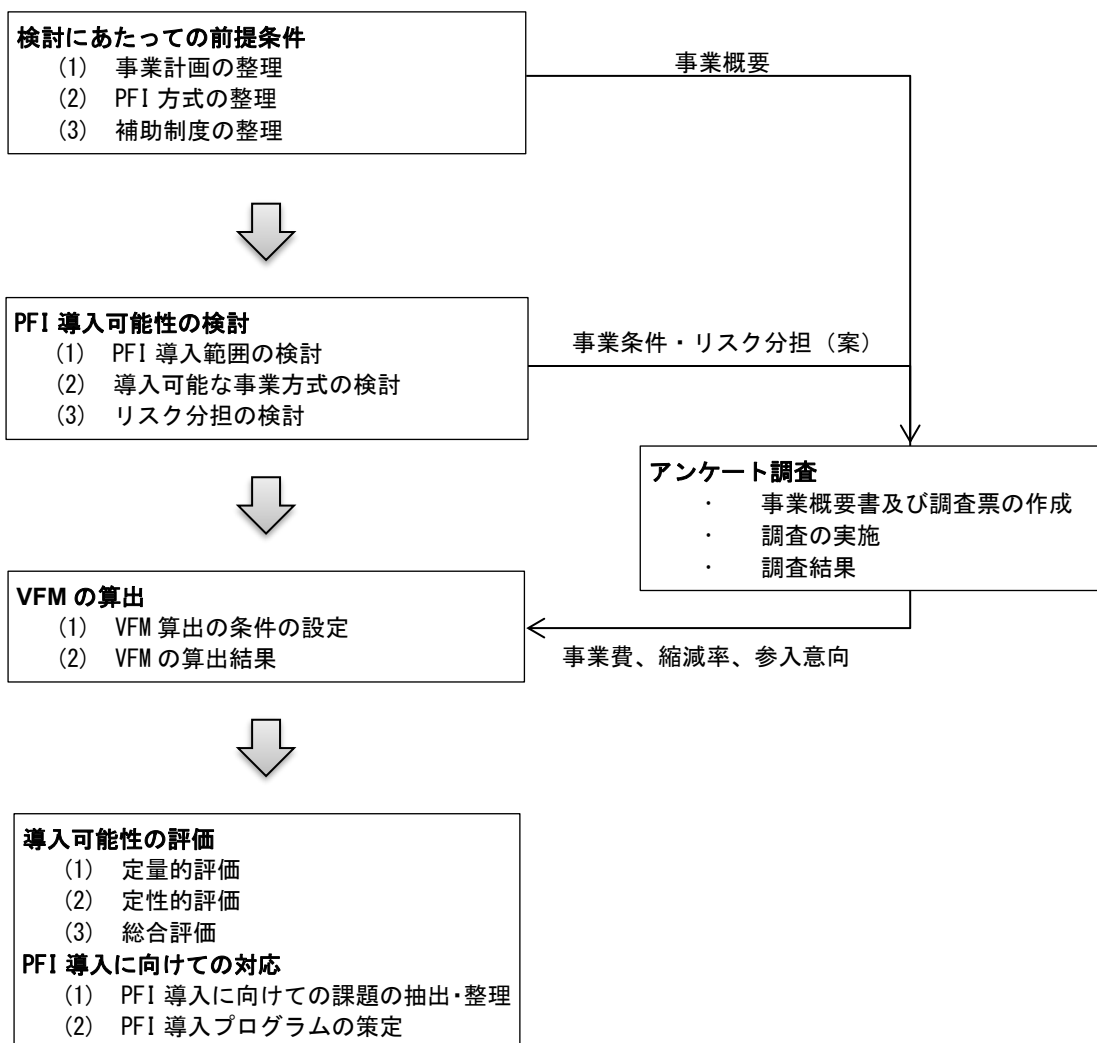 検討にあたっての前提条件
(1) 事業計画の整理
(2) PFI 方式の整理
(3) 補助制度の整理
事業概要
PFI 導入可能性の検討
(1) PFI 導入範囲の検討
(2) 導入可能な事業方式の検討
(3) リスク分担の検討
事業条件・リスク分担（案）
アンケート調査
・ 事業概要書及び調査票の作成
・ 調査の実施
・ 調査結果
VFM の算出
(1) VFM 算出の条件の設定
(2) VFM の算出結果
事業費、縮減率、参入意向
導入可能性の評価
(1) 定量的評価
(2) 定性的評価
(3) 総合評価
PFI 導入に向けての対応
(1) PFI 導入に向けての課題の抽出・整理
(2) PFI 導入プログラムの策定